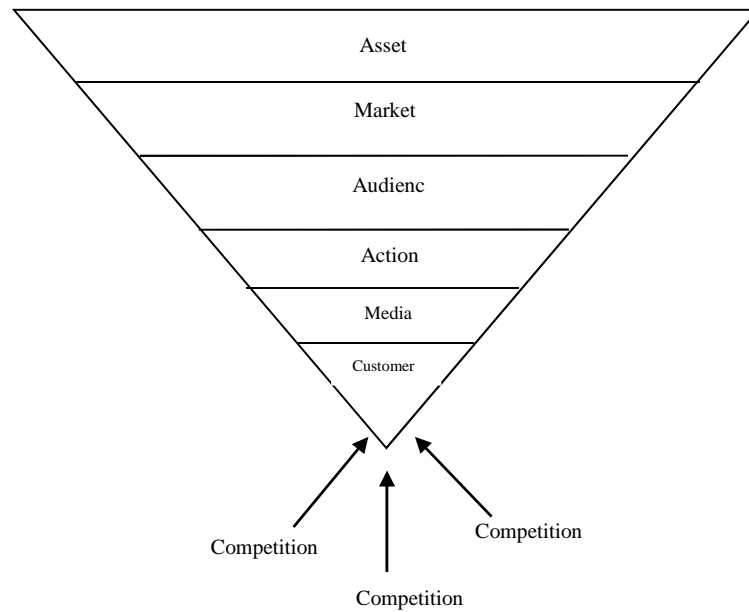 Asset
Market
Audienc
Action
Media
Customer
Competition
Competition
Competition